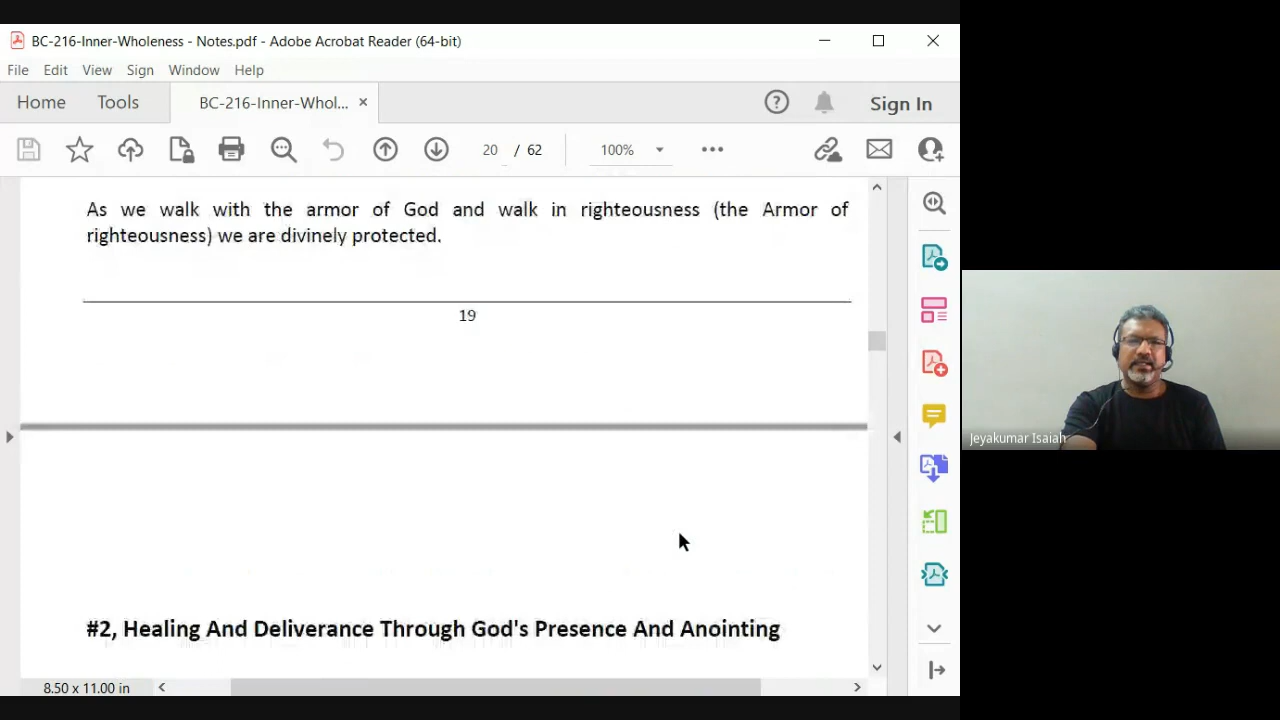 BC-216-Inner-Wholeness - Notes.pdf - Adobe Acrobat Reader (64-bit)
File Edit View Sign Window Help
Home Tools BC-216-Inner-Whol... × Sign In
20 / 62 100%
As we walk with the armor of God and walk in righteousness (the Armor of
righteousness) we are divinely protected.
19
#2, Healing And Deliverance Through God's Presence And Anointing
8.50 x 11.00 in
Jeyakumar Isaiah